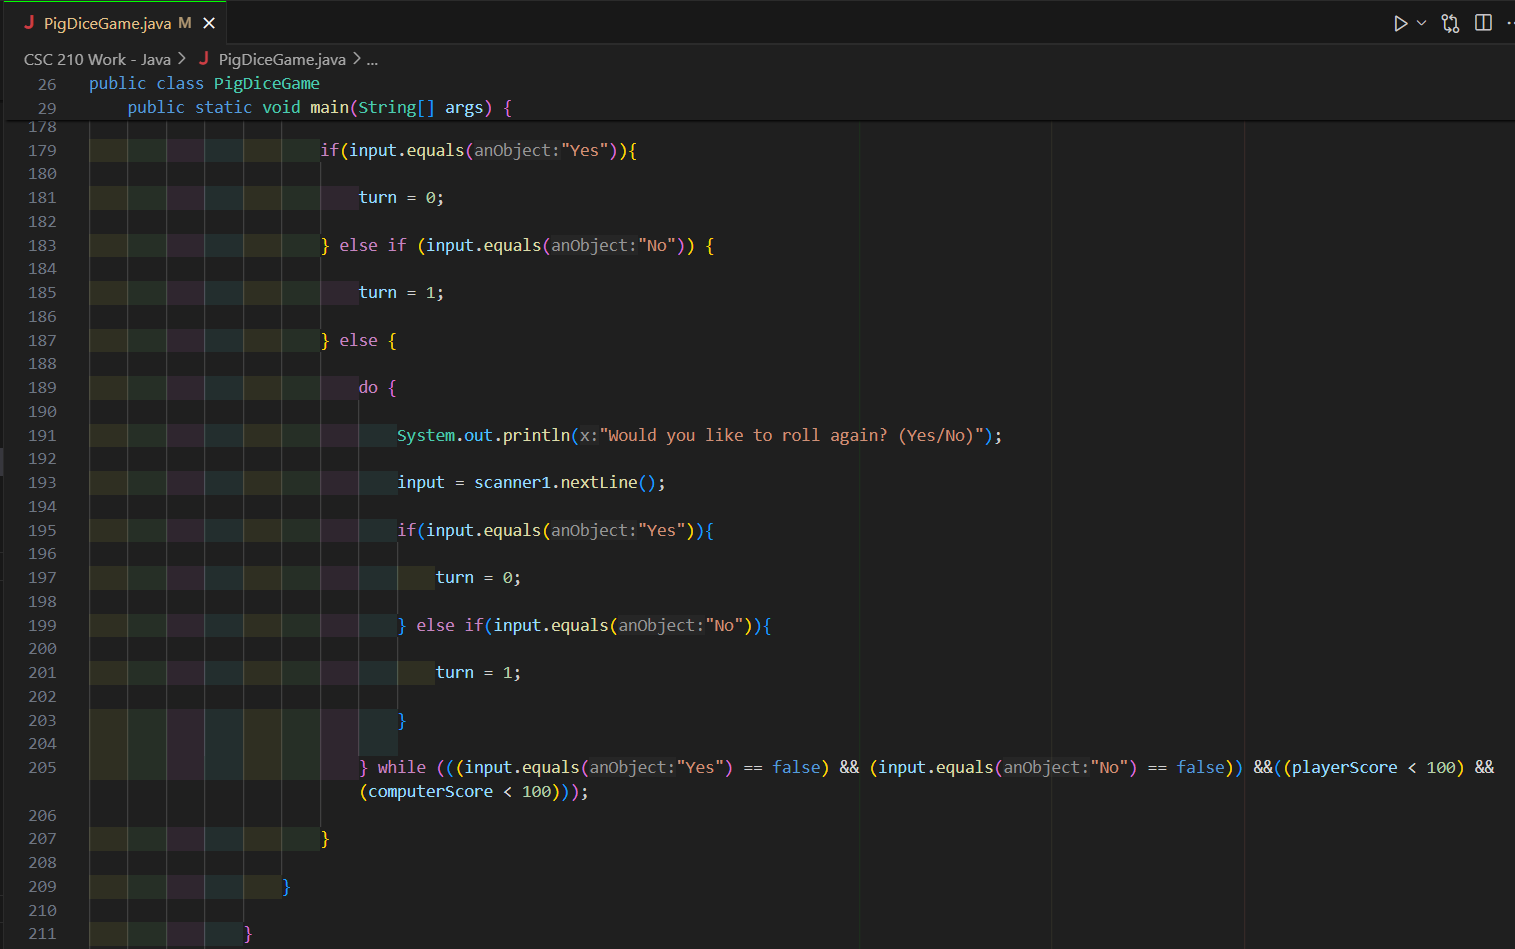 PigDiceGame.java M
CSC 210 Work - Java > J PigDiceGame.java > ...
26 public class PigDiceGame
29 public static void main(String[] args) {
178
179 if(input.equals(anObject:"Yes")){
180
181 turn = 0;
182
183 } else if (input.equals(anObject:"No")) {
184
185 turn = 1;
186
187 } else {
188
189 do {
190
191 System.out.println(x:"Would you like to roll again? (Yes/No)");
192
193 input = scanner1.nextLine();
194
195 if(input.equals(anObject:"Yes")){
196
197 turn = 0;
198
199 } else if(input.equals(anObject:"No")){
200
201 turn = 1;
202
203 }
204
205 } while (((input.equals(anObject:"Yes") == false) && (input.equals(anObject:"No") == false)) &&((playerScore < 100) &&
(computerScore < 100)));
206
207 }
208
209 }
210
211 }